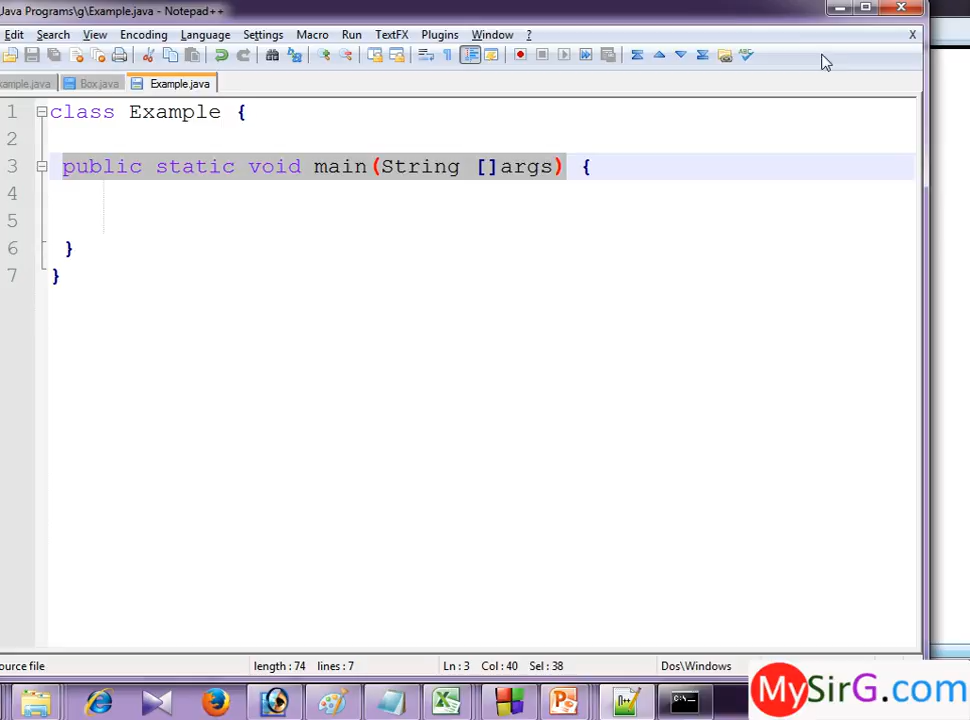 Java Programs\g\Example.java - Notepad++
Edit Search View Encoding Language Settings Macro Run TextFX Plugins Window ? X
ample.java Box.java Example.java
1 class Example {
2
3 public static void main(String []args) {
4
5
6 }
7 }
ource file length : 74 lines : 7 Ln : 3 Col : 40 Sel : 38 Dos\Windows
MySirG.com